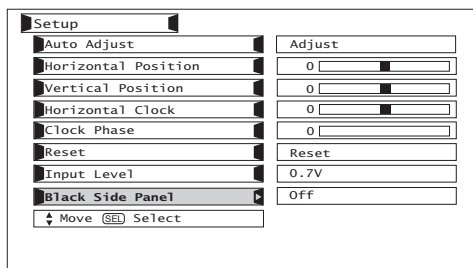 Setup
Auto Adjust Adjust
Horizontal Position 0
Vertical Position 0
Horizontal Clock 0
Clock Phase 0
Reset Reset
Input Level 0.7V
Black Side Panel Off
Move SEL Select